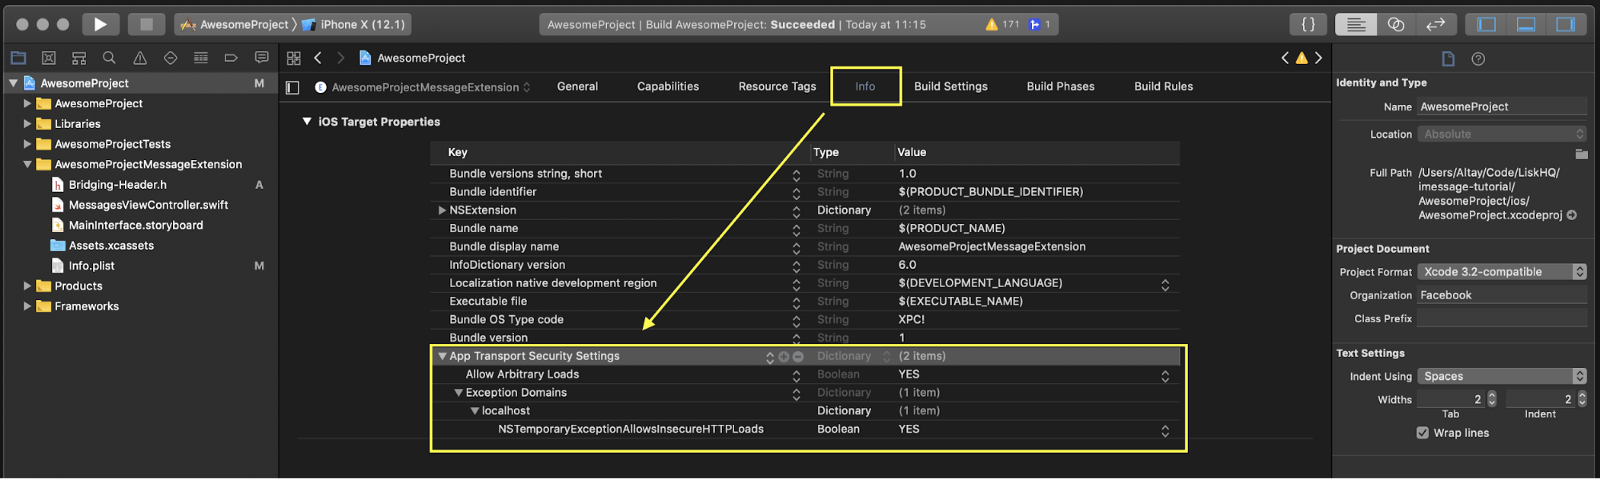 AwesomeProject 〉 iPhone X (12.1)
AwesomeProject | Build AwesomeProject: Succeeded | Today at 11:15
171
1
{ }
AwesomeProject
AwesomeProject M
AwesomeProject
Libraries
AwesomeProjectTests
AwesomeProjectMessageExtension
Bridging-Header.h A
MessagesViewController.swift
MainInterface.storyboard
Assets.xcassets
Info.plist M
Products
Frameworks
E AwesomeProjectMessageExtension General Capabilities Resource Tags Info Build Settings Build Phases Build Rules
iOS Target Properties
Key Type Value
Bundle versions string, short String 1.0
Bundle identifier String $(PRODUCT_BUNDLE_IDENTIFIER)
NSExtension Dictionary (2 items)
Bundle name String $(PRODUCT_NAME)
Bundle display name String AwesomeProjectMessageExtension
InfoDictionary version String 6.0
Localization native development region String $(DEVELOPMENT_LANGUAGE)
Executable file String $(EXECUTABLE_NAME)
Bundle OS Type code String XPC!
Bundle version String 1
App Transport Security Settings Dictionary (2 items)
Allow Arbitrary Loads Boolean YES
Exception Domains Dictionary (1 item)
localhost Dictionary (1 item)
NSTemporaryExceptionAllowsInsecureHTTPLoads Boolean YES
Identity and Type
Name AwesomeProject
Location Absolute
Full Path /Users/Altay/Code/LiskHQ/
imessage-tutorial/
AwesomeProject/ios/
AwesomeProject.xcodeproj
Project Document
Project Format Xcode 3.2-compatible
Organization Facebook
Class Prefix
Text Settings
Indent Using Spaces
Widths 2 2
Tab Indent
Wrap lines